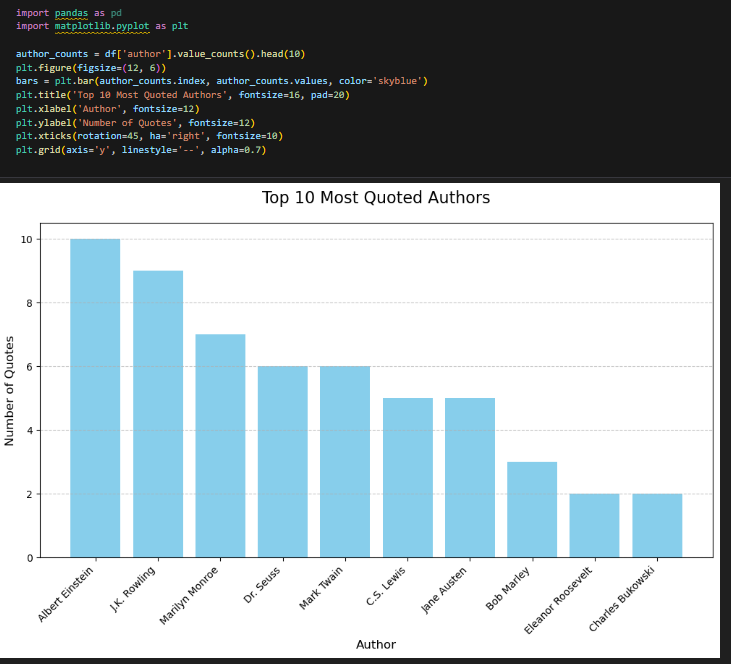 import pandas as pd
import matplotlib.pyplot as plt
author_counts = df['author'].value_counts().head(10)
plt.figure(figsize=(12, 6))
bars = plt.bar(author_counts.index, author_counts.values, color='skyblue')
plt.title('Top 10 Most Quoted Authors', fontsize=16, pad=20)
plt.xlabel('Author', fontsize=12)
plt.ylabel('Number of Quotes', fontsize=12)
plt.xticks(rotation=45, ha='right', fontsize=10)
plt.grid(axis='y', linestyle='--', alpha=0.7)
Top 10 Most Quoted Authors
Number of Quotes
10
8
6
4
2
0
Albert Einstein
J.K. Rowling
Marilyn Monroe
Dr. Seuss
Mark Twain
C.S. Lewis
Jane Austen
Bob Marley
Eleanor Roosevelt
Charles Bukowski
Author